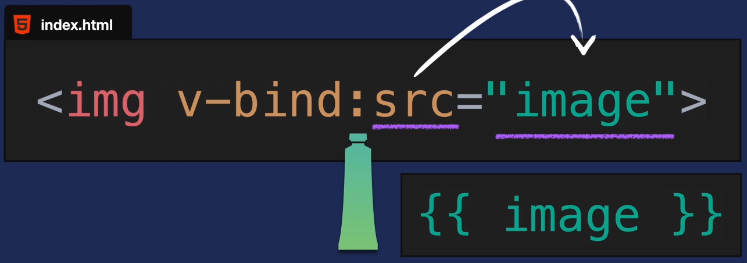 index.html
<img v-bind:src="image">
{{ image }}